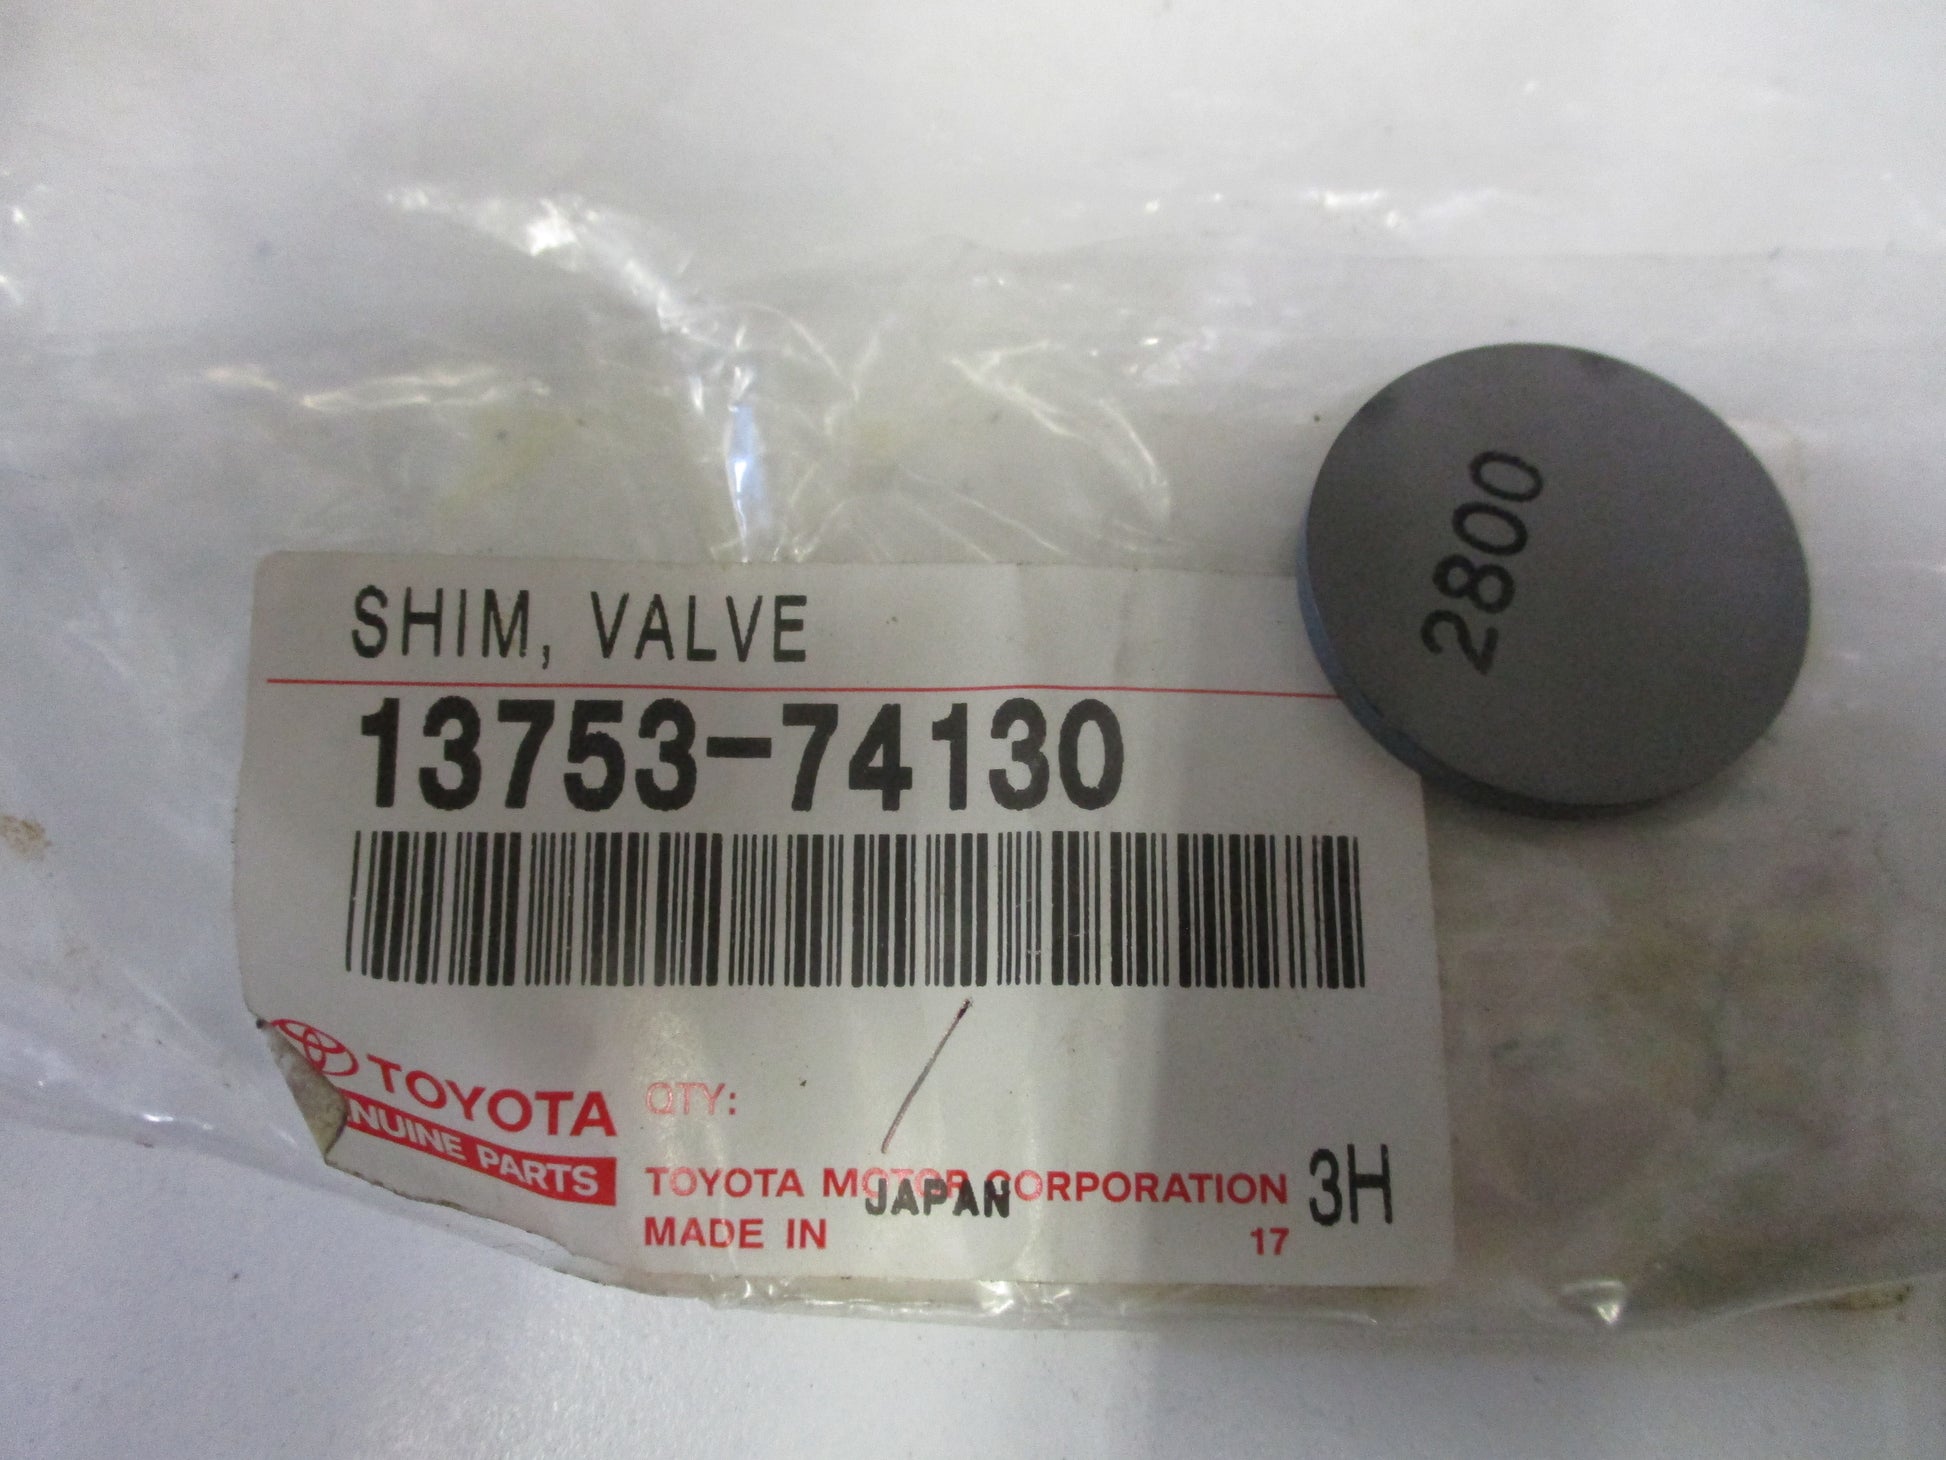 2800
SHIM, VALVE
13753-74130
TOYOTA
NUINE PARTS
QTY: /
TOYOTA MOTOR CORPORATION 3H
MADE IN JAPAN 17